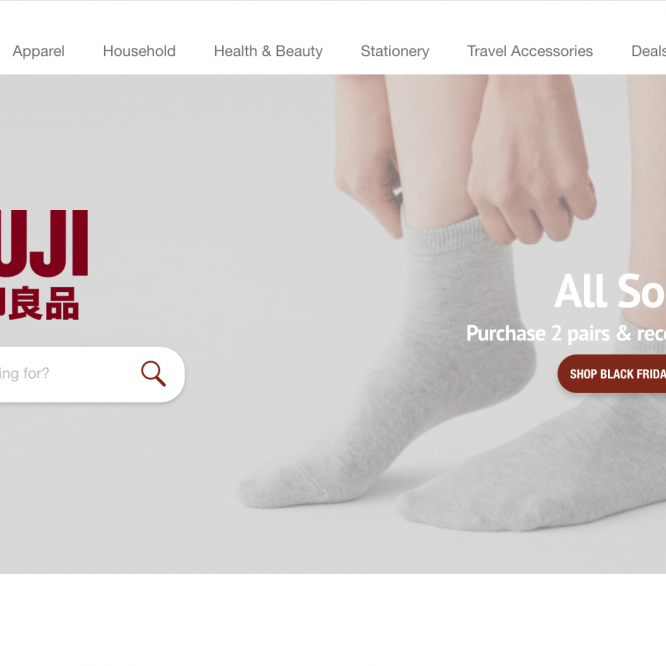 Apparel Household Health & Beauty Stationery Travel Accessories Deals
UJI
良品
ing for?
All So
Purchase 2 pairs & rec
SHOP BLACK FRIDA